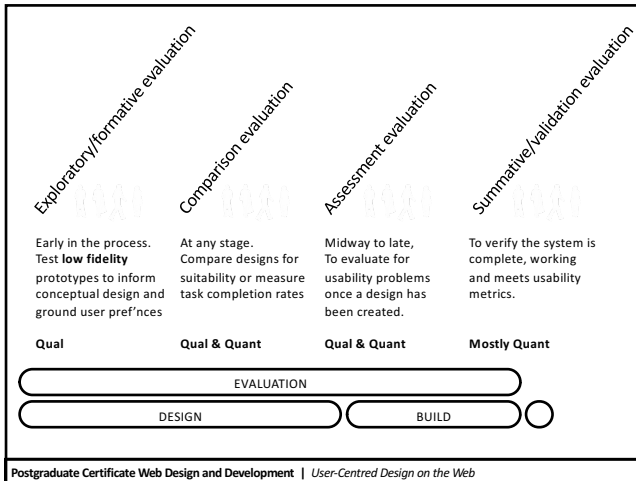 Exploratory/formative evaluation
Comparison evaluation
Assessment evaluation
Summative/validation evaluation
Early in the process.
Test low fidelity
prototypes to inform
conceptual design and
ground user pref’nces
Qual
At any stage.
Compare designs for
suitability or measure
task completion rates
Qual & Quant
Midway to late,
To evaluate for
usability problems
once a design has
been created.
Qual & Quant
To verify the system is
complete, working
and meets usability
metrics.
Mostly Quant
EVALUATION
DESIGN
BUILD
Postgraduate Certificate Web Design and Development | User-Centred Design on the Web